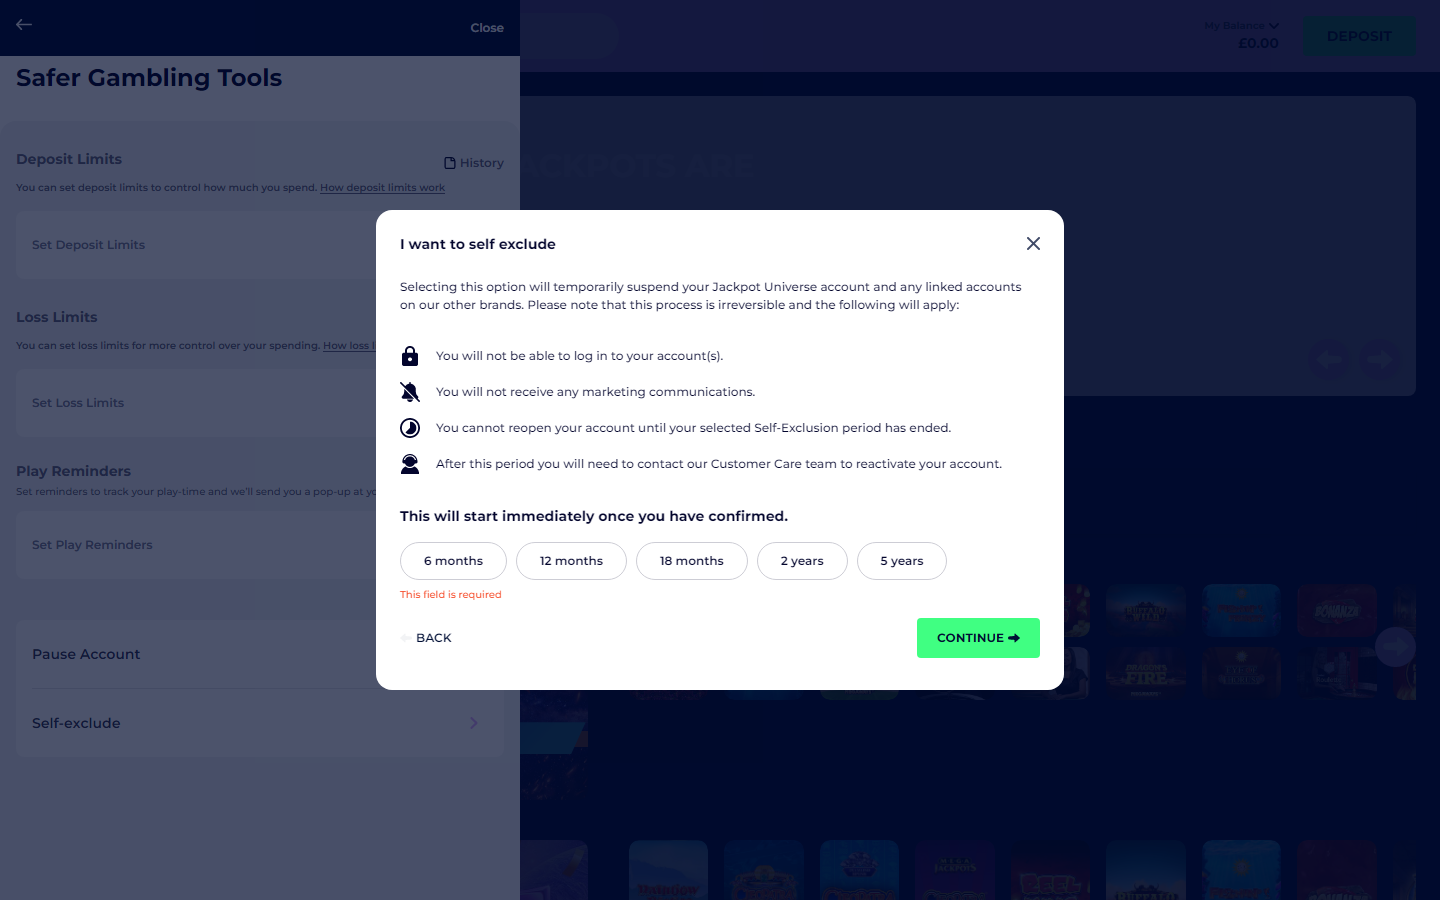 Close
My Balance
£0.00
DEPOSIT
Safer Gambling Tools
Deposit Limits
History
You can set deposit limits to control how much you spend. How deposit limits work
Set Deposit Limits
JACKPOTS ARE
Loss Limits
You can set loss limits for more control over your spending. How loss
Set Loss Limits
Play Reminders
Set reminders to track your play-time and we'll send you a pop-up at
Set Play Reminders
Pause Account
Self-exclude
I want to self exclude
Selecting this option will temporarily suspend your Jackpot Universe account and any linked accounts
on our other brands. Please note that this process is irreversible and the following will apply:
You will not be able to log in to your account(s).
You will not receive any marketing communications.
You cannot reopen your account until your selected Self-Exclusion period has ended.
After this period you will need to contact our Customer Care team to reactivate your account.
This will start immediately once you have confirmed.
6 months
12 months
18 months
2 years
5 years
This field is required
BACK
CONTINUE
BONANZA
FIRE